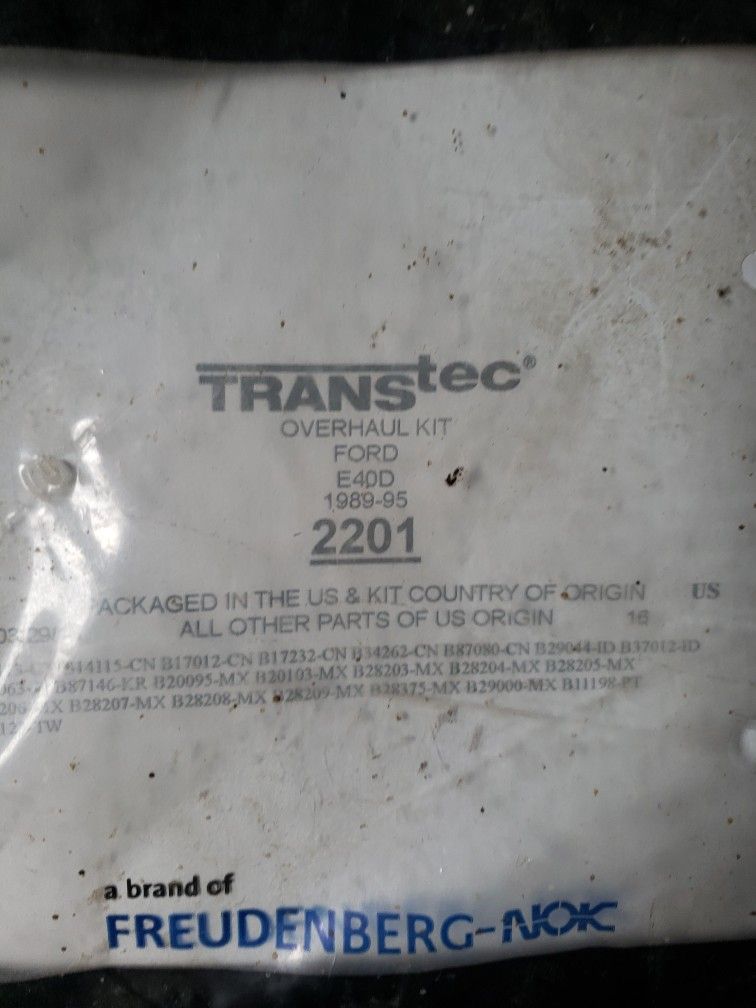 TRANStec®
OVERHAUL KIT
FORD
E40D
1989-95
2201
PACKAGED IN THE US & KIT COUNTRY OF ORIGIN US
ALL OTHER PARTS OF US ORIGIN 16
B14115-CN B17012-CN B17232-CN B34262-CN B87080-CN B29044-ID B37012-ID
B87146-KR B20095-MX B20103-MX B28203-MX B28204-MX B28205-MX
B28207-MX B28208-MX B28209-MX B28375-MX B29000-MX B11198-PT
TW
a brand of
FREUDENBERG-NOK